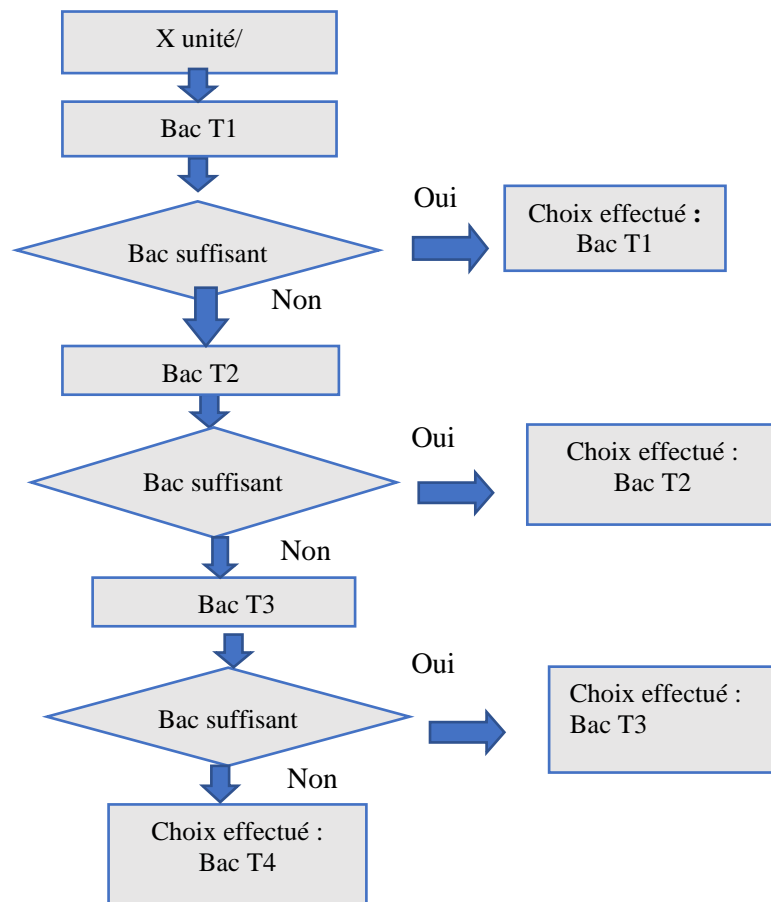 X unité/
Bac T1
Oui
Choix effectué :
Bac T1
Bac suffisant
Non
Bac T2
Oui
Choix effectué :
Bac T2
Bac suffisant
Non
Bac T3
Oui
Choix effectué :
Bac T3
Bac suffisant
Non
Choix effectué :
Bac T4